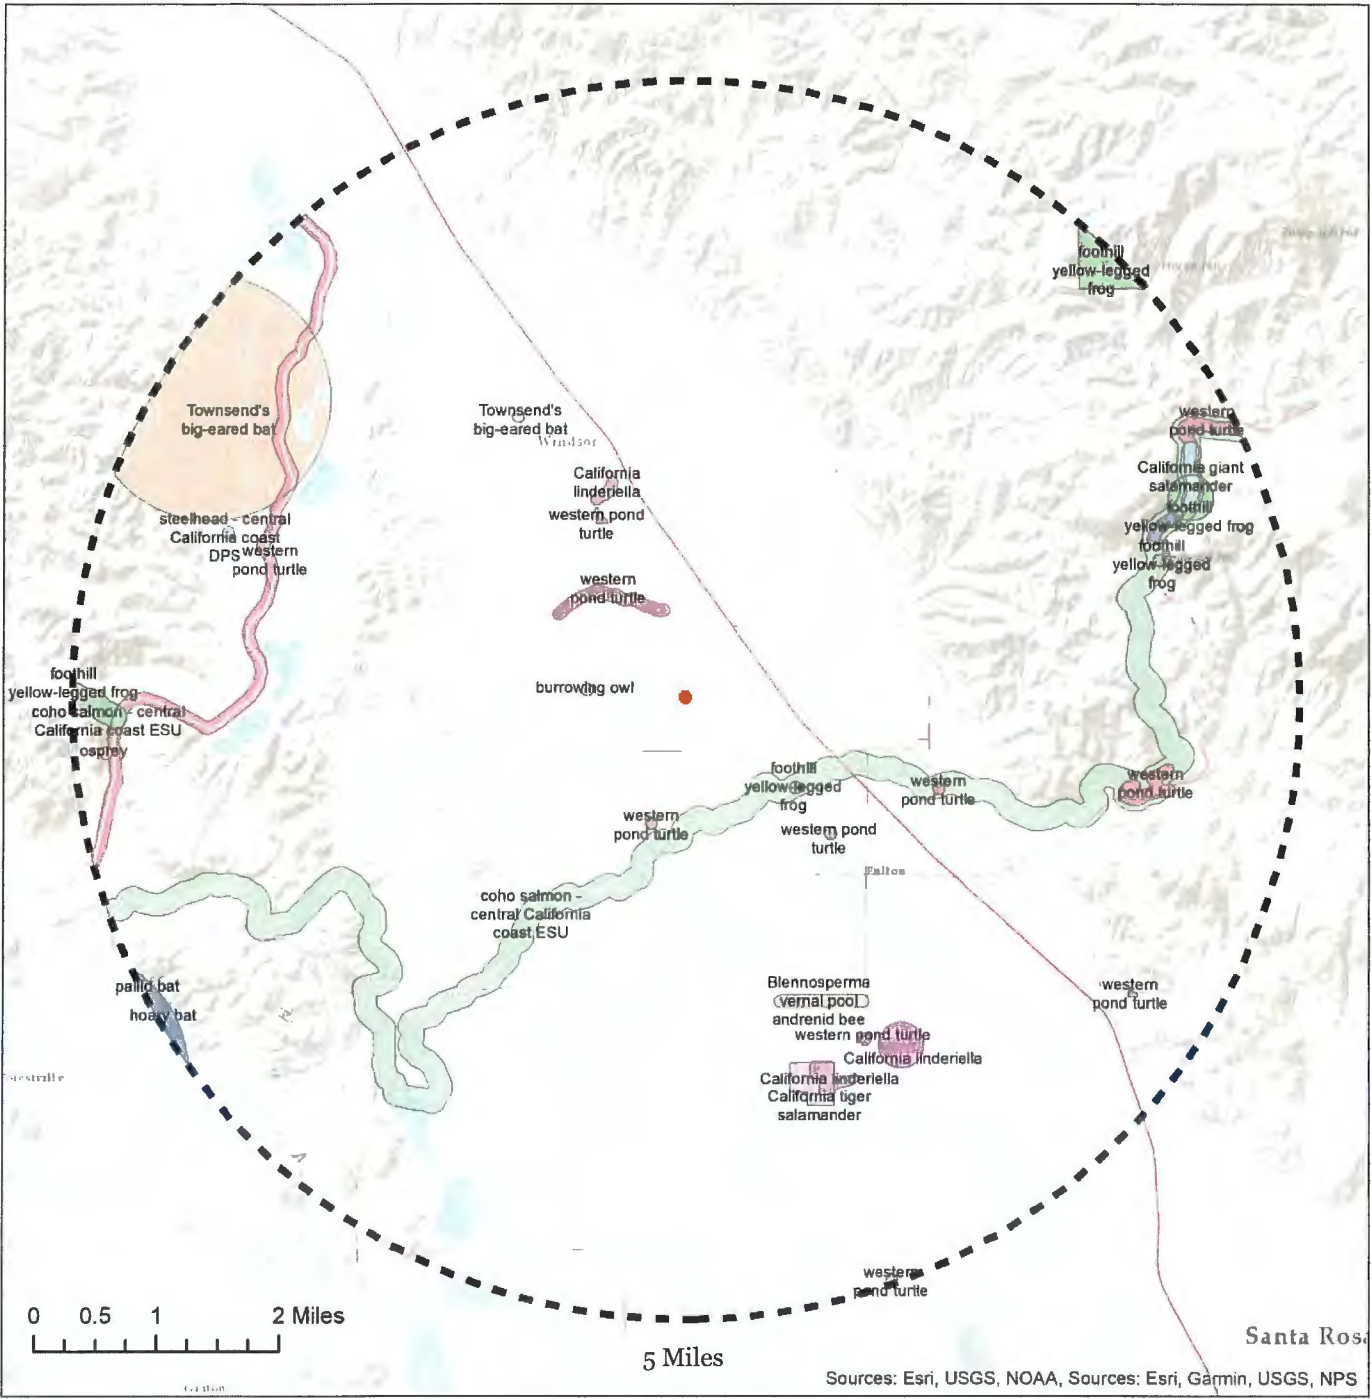 foothill
yellow-legged
frog
Townsend's
big-eared bat
Townsend's
big-eared bat
Windsor
western
pond turtle
California
linderiella
California giant
salamander
western pond
turtle
foothill
yellow-legged frog
steelhead - central
California coast
DPS
western
pond turtle
foothill
yellow-legged
frog
western
pond turtle
foothill
yellow-legged frog
burrowing owl
coho salmon - central
California coast ESU
osprey
foothill
yellow-legged
frog
western
pond turtle
western
pond turtle
western
pond turtle
western pond
turtle
Fulton
coho salmon -
central California
coast ESU
pallid bat
hoary bat
Blennosperma
vernal pool
andrenid bee
western
pond turtle
western pond turtle
California linderiella
California linderiella
California tiger
salamander
western
pond turtle
0 0.5 1 2 Miles
5 Miles
Santa Rosa
Sources: Esri, USGS, NOAA, Sources: Esri, Garmin, USGS, NPS